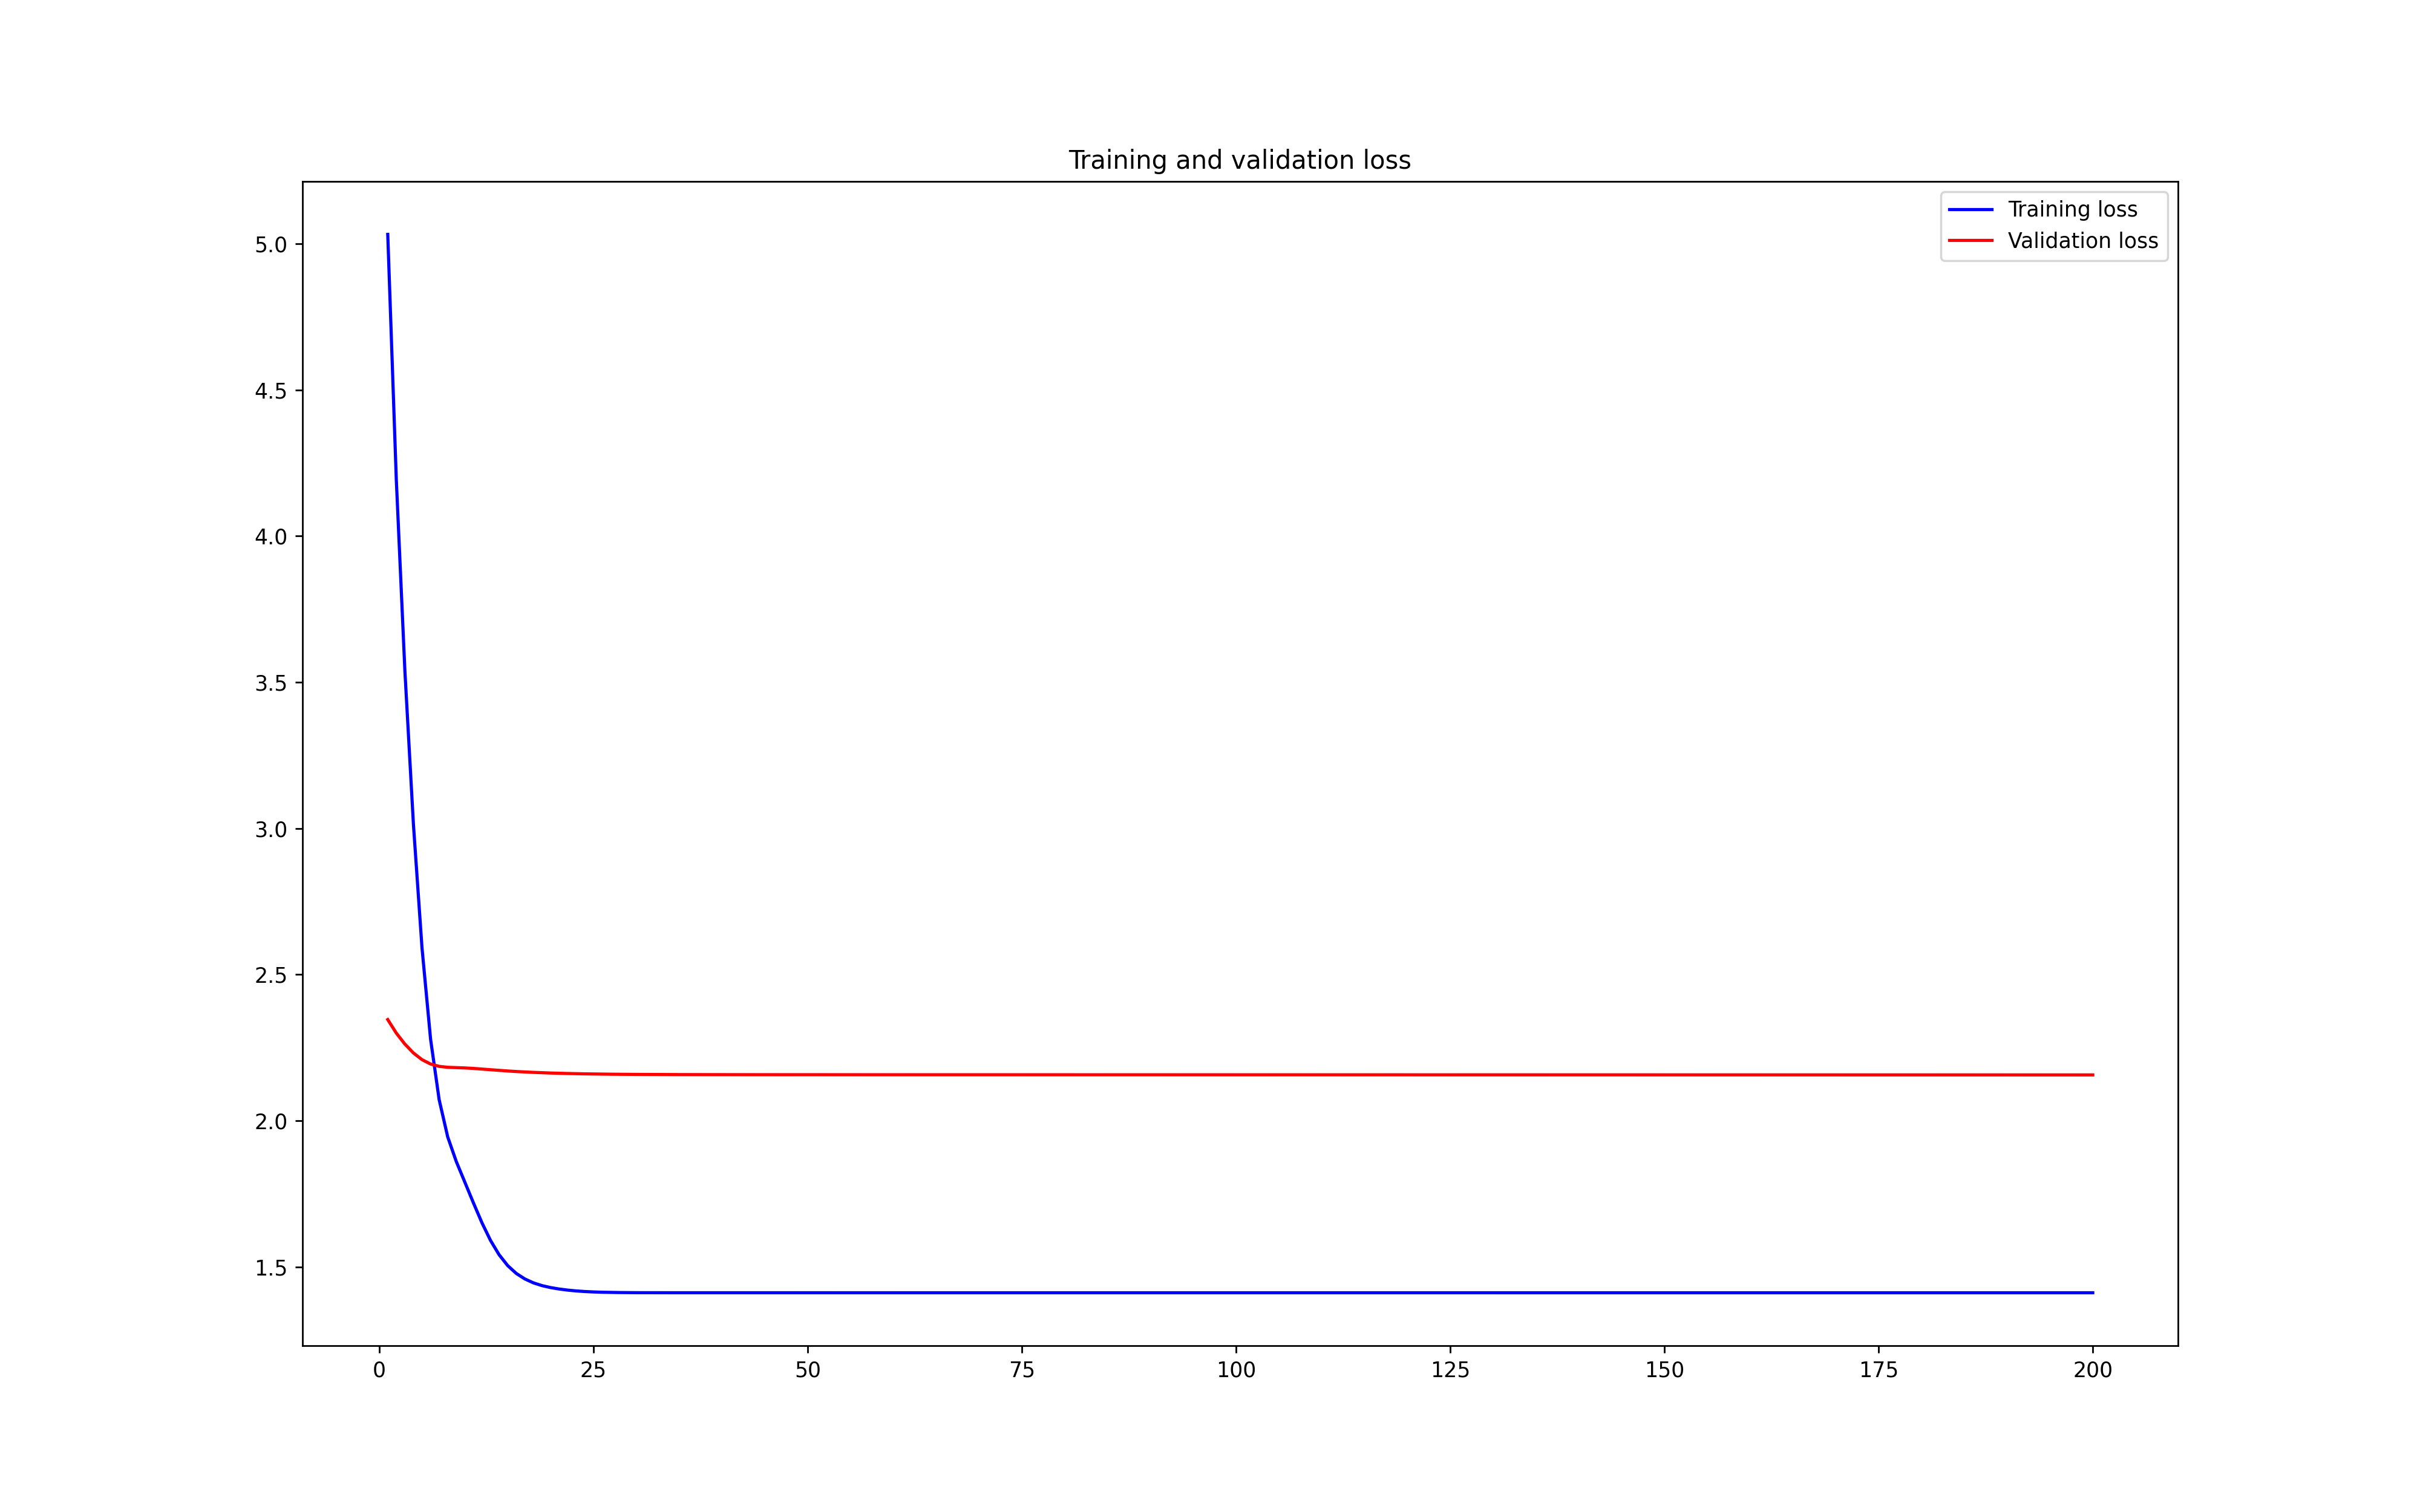 Training and validation loss
Training loss
Validation loss
5.0
4.5
4.0
3.5
3.0
2.5
2.0
1.5
0 25 50 75 100 125 150 175 200